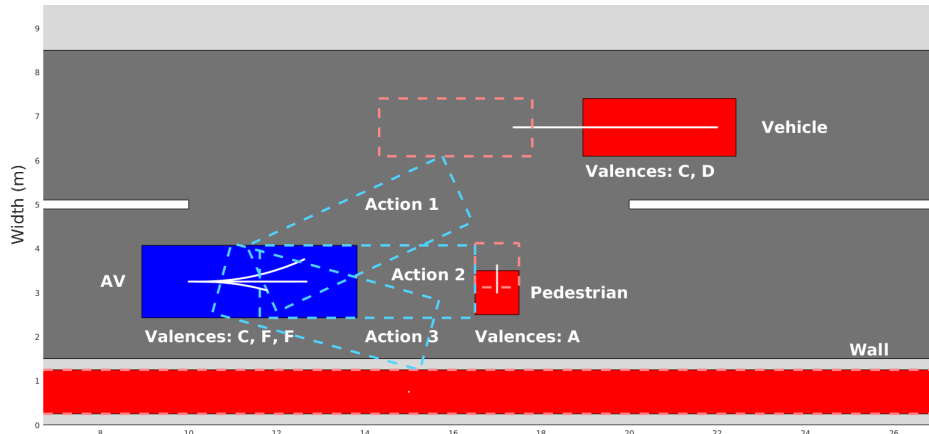 9
8
7
6
5
4
3
2
1
0
Width (m)
Vehicle
Valences: C, D
Action 1
Action 2
AV
Pedestrian
Valences: C, F, F
Action 3
Valences: A
Wall
8
10
12
14
16
18
20
22
24
26